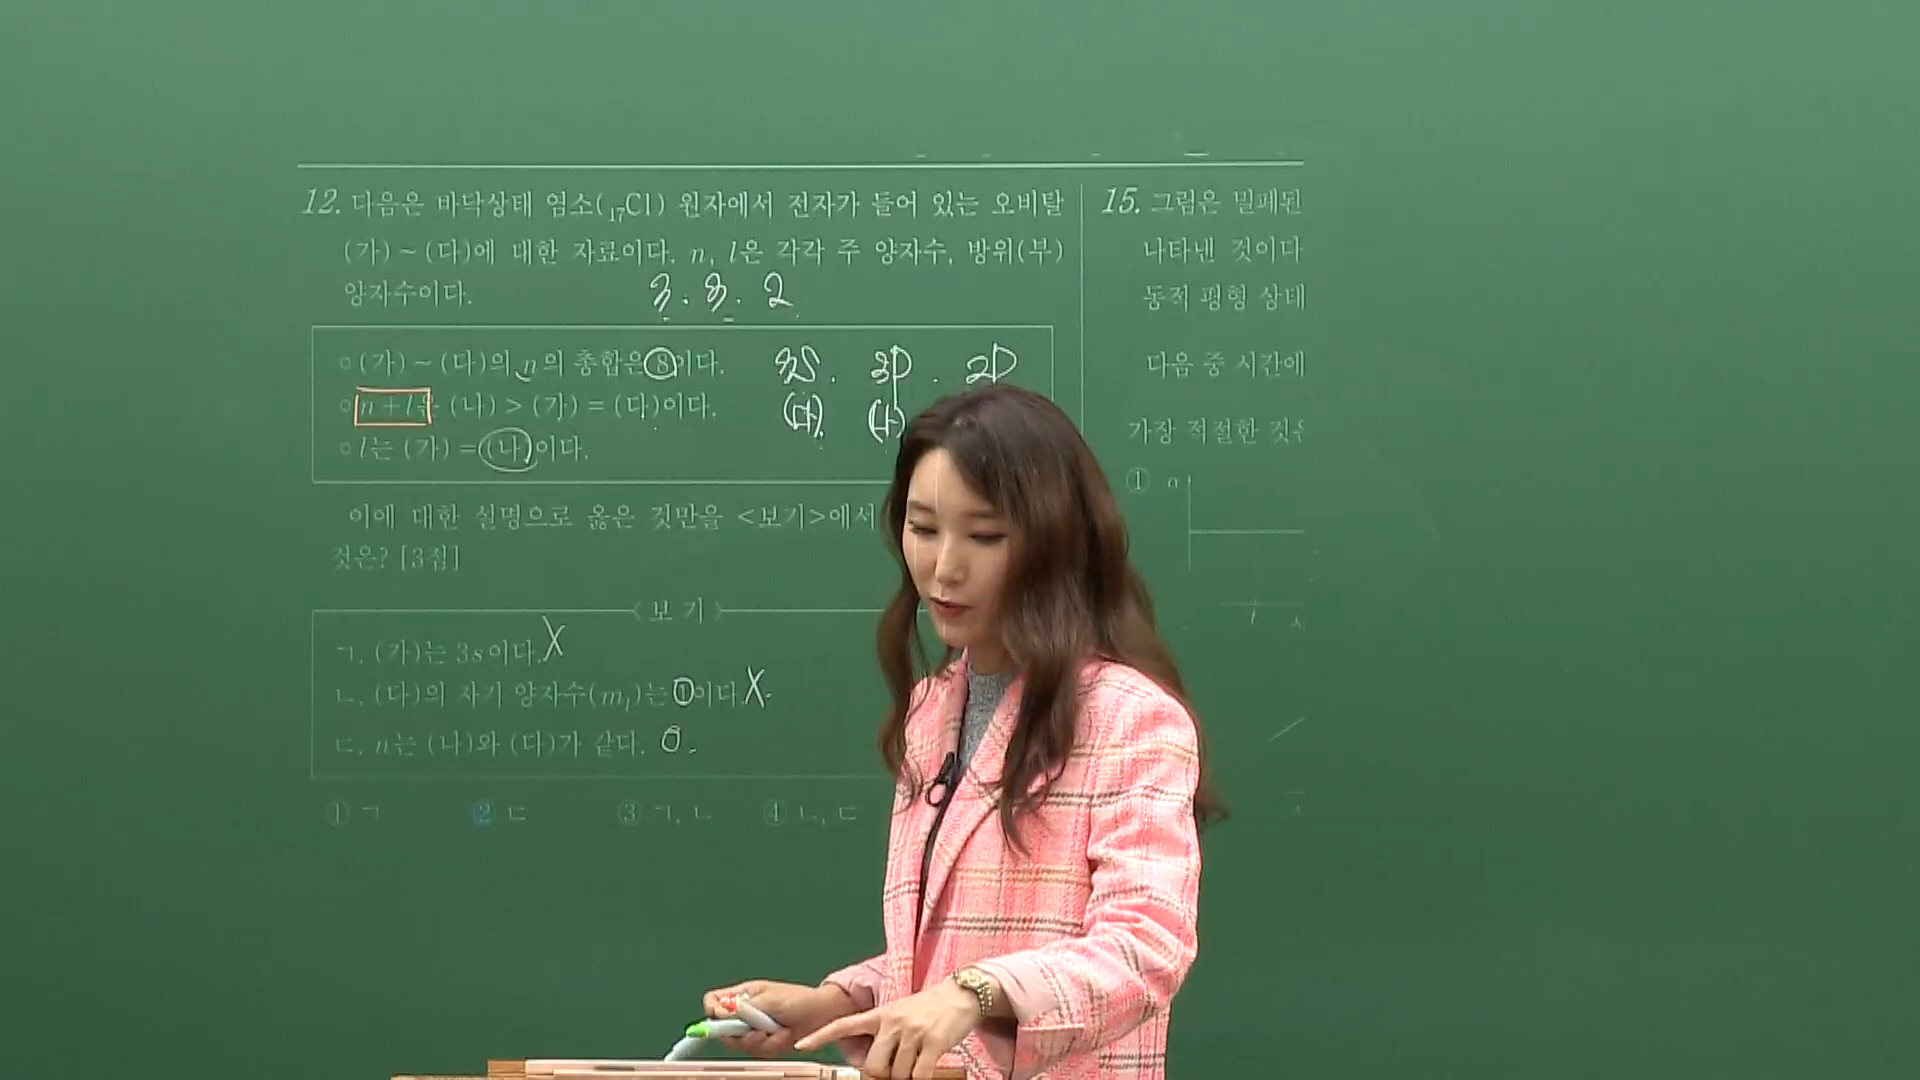 12. 다음은 바닥상태 염소(₁₇Cl) 원자에서 전자가 들어 있는 오비탈
(가)~(다)에 대한 자료이다. n, l은 각각 주 양자수, 방위(부)
양자수이다.
3 . 3 . 2
○ (가)~(다)의 n의 총합은 8이다.
3S . 3P . 2P
○ n+l은 (나) > (가) = (다)이다.
(다). (나)
○ l는 (가) = (나)이다.
이에 대한 설명으로 옳은 것만을 <보기>에서
것은? [3점]
<보 기>
ㄱ. (가)는 3s이다. X
ㄴ. (다)의 자기 양자수(mₗ)는 이다. X
ㄷ. n는 (나)와 (다)가 같다. O.
① ㄱ ② ㄷ ③ ㄱ, ㄴ ④ ㄴ, ㄷ
15. 그림은 밀폐된
나타낸 것이다
동적 평형 상태
다음 중 시간에
가장 적절한 것
①